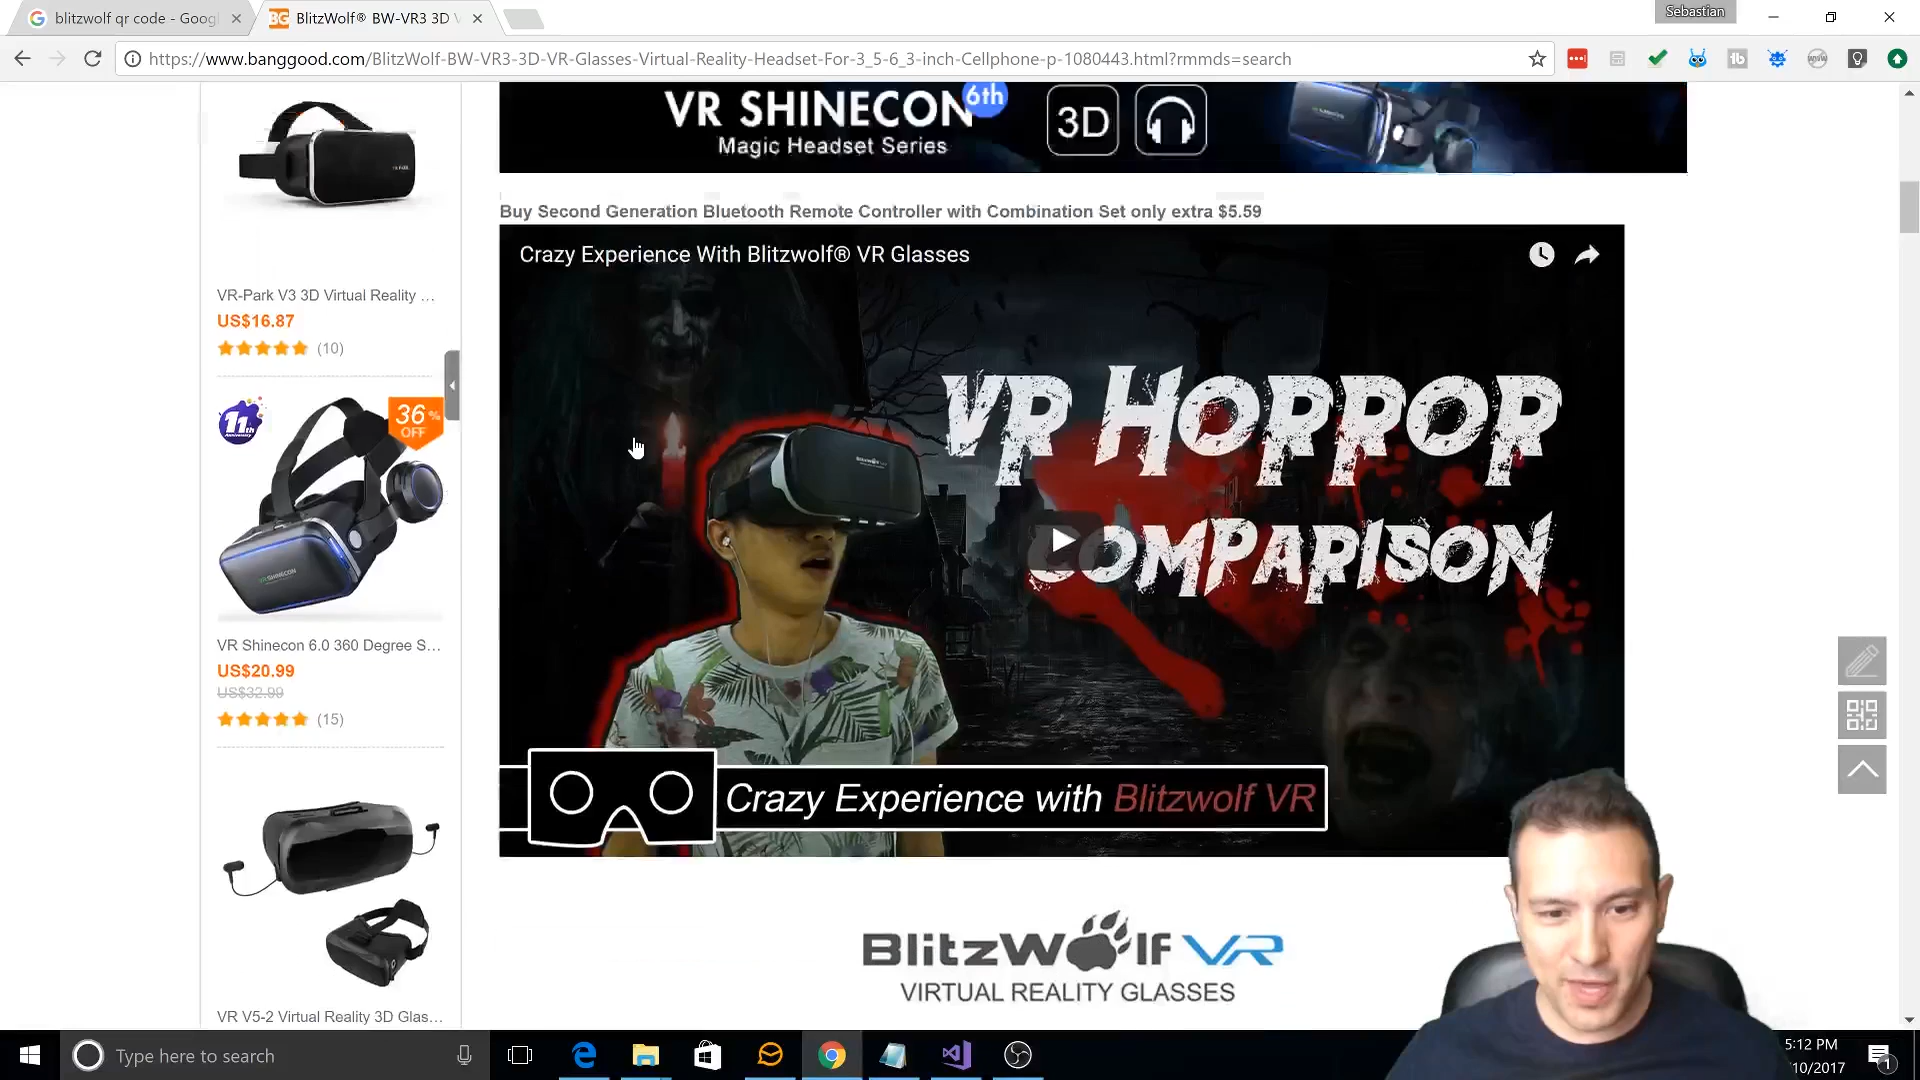 Sebastian
blitzwolf qr code - Goog
BlitzWolf® BW-VR3 3D V
https://www.banggood.com/BlitzWolf-BW-VR3-3D-VR-Glasses-Virtual-Reality-Headset-For-3_5-6_3-inch-Cellphone-p-1080443.html?rmmds=search
VR SHINECON 6th
3D
Magic Headset Series
Buy Second Generation Bluetooth Remote Controller with Combination Set only extra $5.59
Crazy Experience With Blitzwolf® VR Glasses
VR HORROR
COMPARISON
Crazy Experience with Blitzwolf VR
BlitzWolf VR
VIRTUAL REALITY GLASSES
VR-Park V3 3D Virtual Reality ...
US$16.87
(10)
11th
36% OFF
VR SHINECON
VR Shinecon 6.0 360 Degree S...
US$20.99
US$32.99
(15)
VR V5-2 Virtual Reality 3D Glas...
Type here to search
5:12 PM
10/2017
1